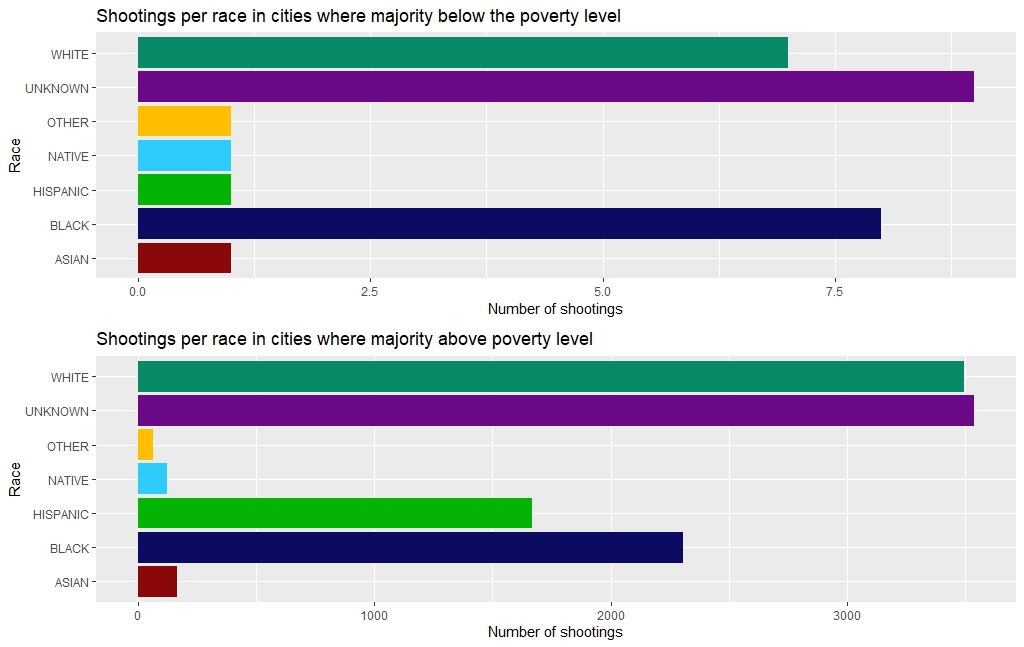 Shootings per race in cities where majority below the poverty level
Race
WHITE
UNKNOWN
OTHER
NATIVE
HISPANIC
BLACK
ASIAN
0.0 2.5 5.0 7.5
Number of shootings
Shootings per race in cities where majority above poverty level
Race
WHITE
UNKNOWN
OTHER
NATIVE
HISPANIC
BLACK
ASIAN
0 1000 2000 3000
Number of shootings